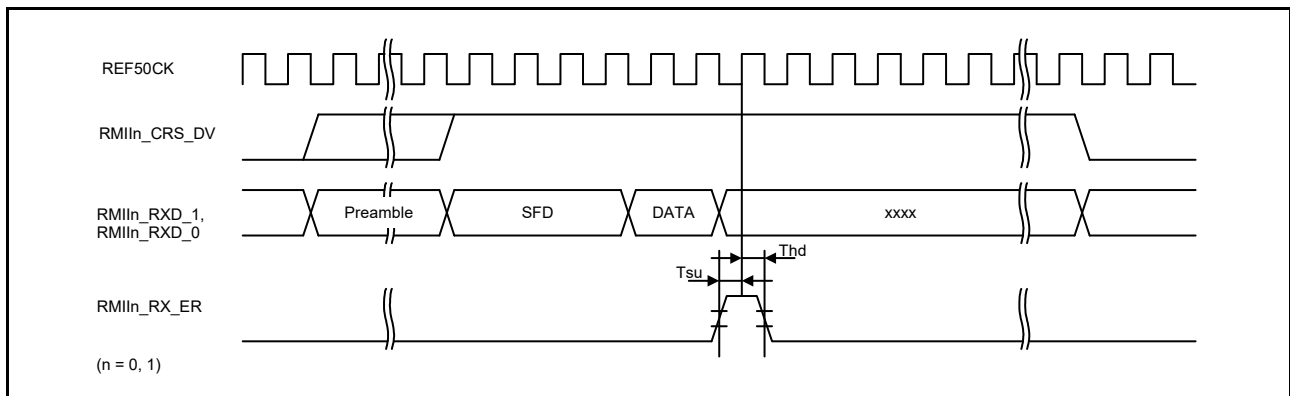 REF50CK
RMIIn_CRS_DV
RMIIn_RXD_1,
RMIIn_RXD_0
Preamble
SFD
DATA
xxxx
Thd
Tsu
RMIIn_RX_ER
(n = 0, 1)